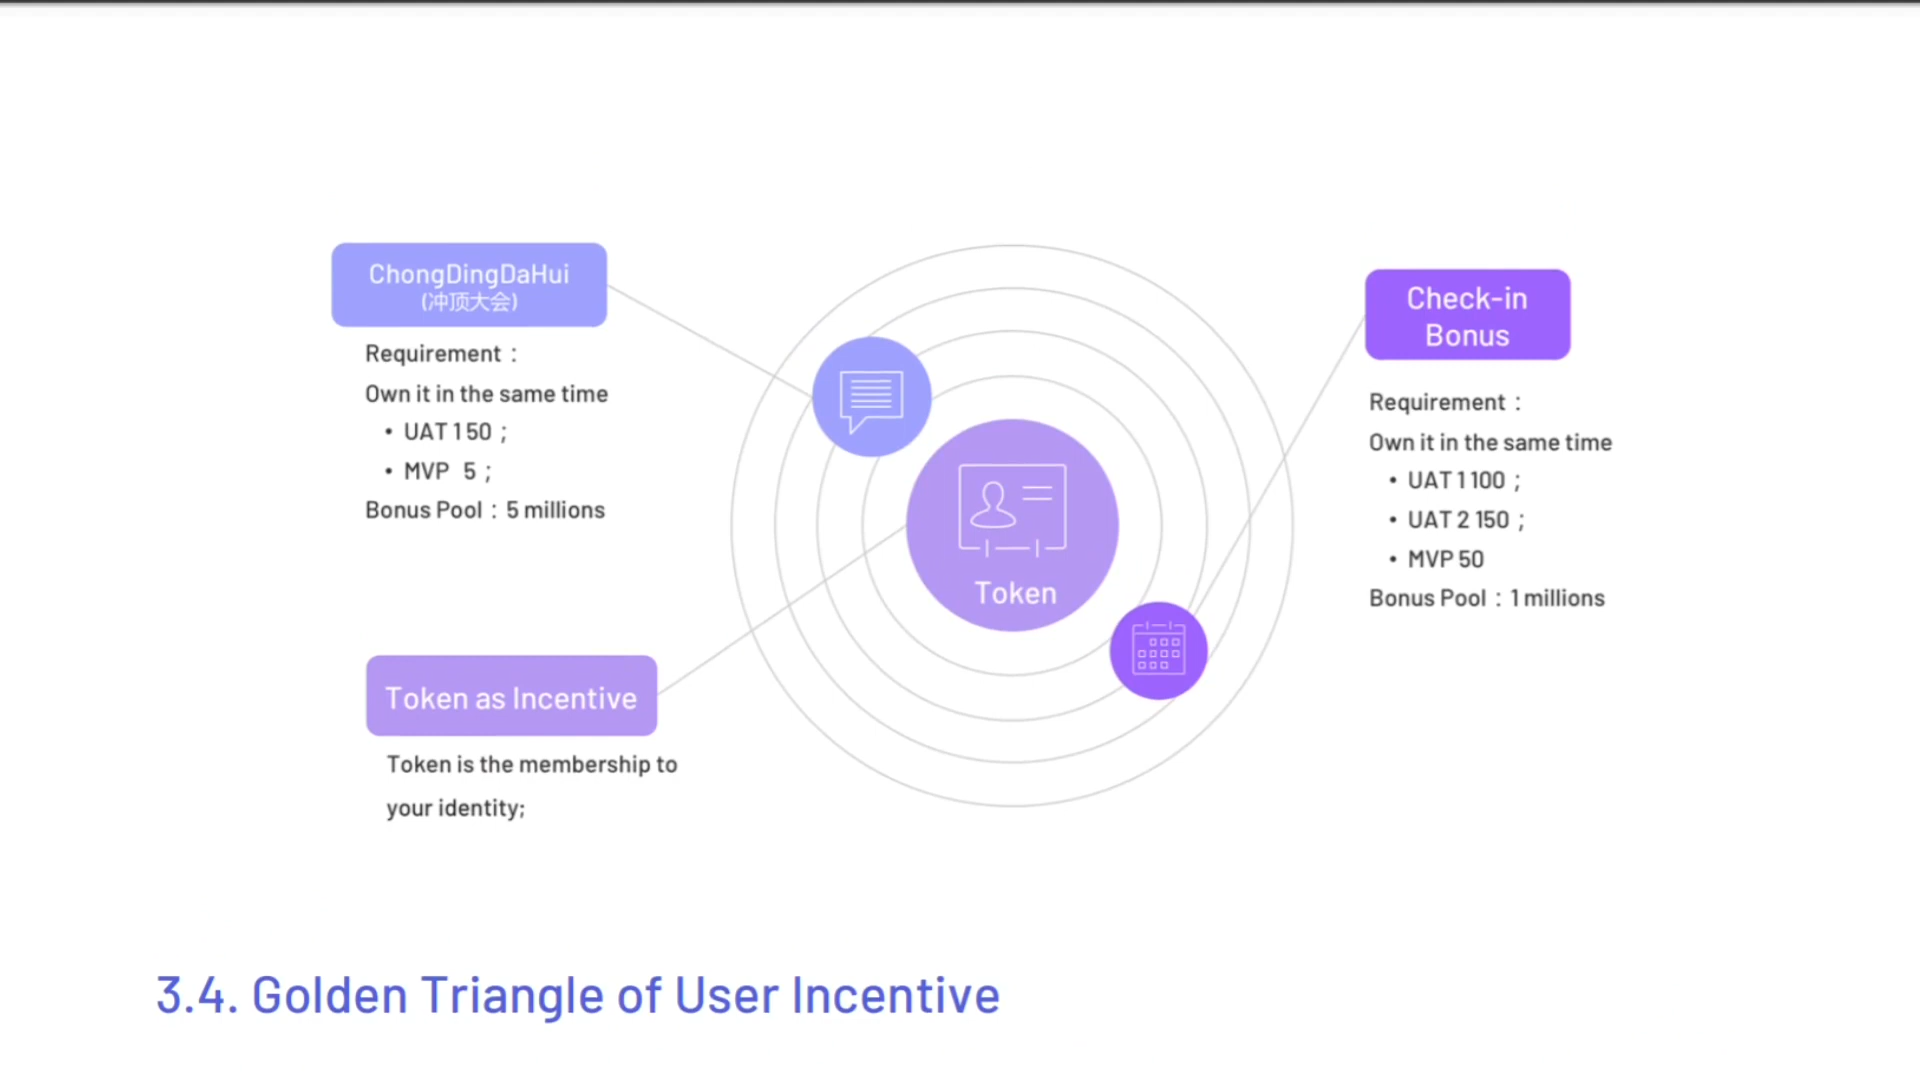 ChongDingDaHui
(冲顶大会)
Requirement：
Own it in the same time
• UAT 1 50；
• MVP 5；
Bonus Pool：5 millions
Token as Incentive
Token is the membership to
your identity;
Token
Check-in
Bonus
Requirement：
Own it in the same time
• UAT 1 100；
• UAT 2 150；
• MVP 50
Bonus Pool：1 millions
3.4. Golden Triangle of User Incentive